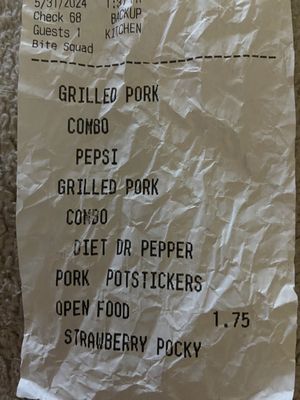 5/31/2024
Check 68 BACKUP
Guests 1 KITCHEN
Bite Squad
GRILLED PORK
COMBO
PEPSI
GRILLED PORK
COMBO
DIET DR PEPPER
PORK POTSTICKERS
OPEN FOOD 1.75
STRAWBERRY POCKY